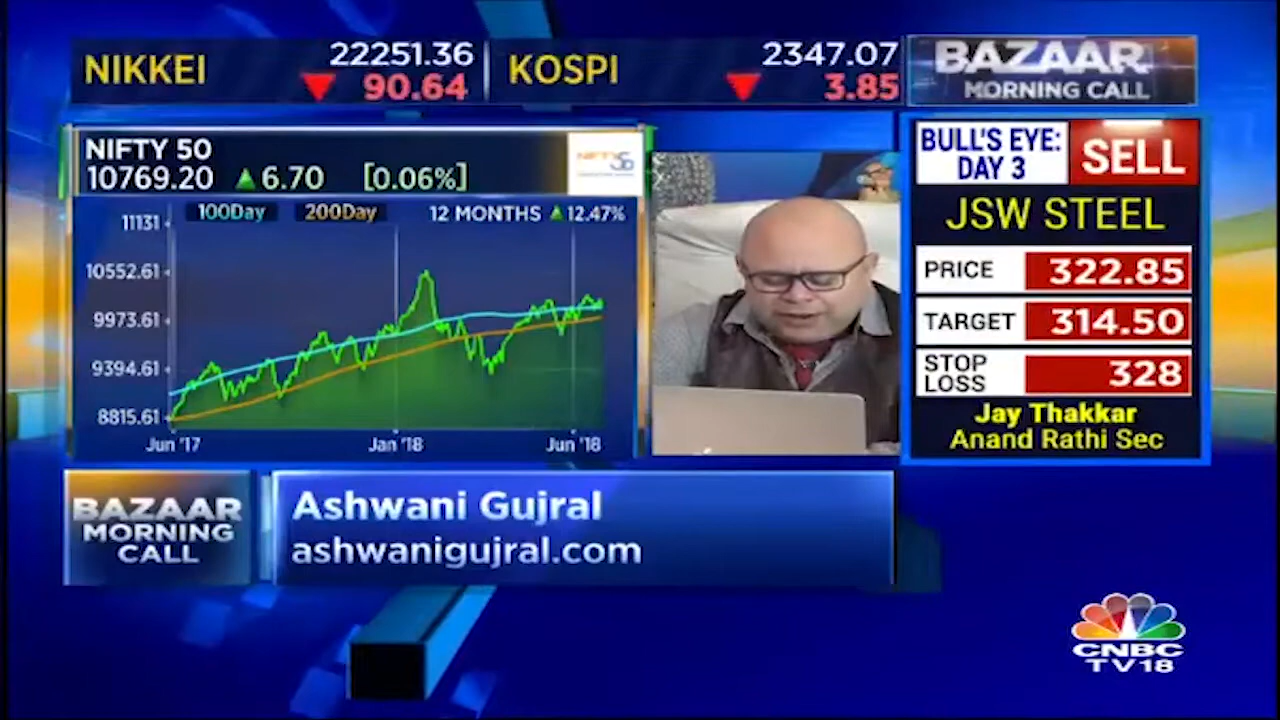 NIKKEI 22251.36 ▼ 90.64
KOSPI 2347.07 ▼ 3.85
BAZAAR
MORNING CALL
NIFTY 50
10769.20 ▲ 6.70 [0.06%]
100Day 200Day 12 MONTHS ▲ 12.47%
11131
10552.61
9973.61
9394.61
8815.61
Jun '17 Jan '18 Jun '18
BULL'S EYE:
DAY 3
SELL
JSW STEEL
PRICE 322.85
TARGET 314.50
STOP
LOSS 328
Jay Thakkar
Anand Rathi Sec
BAZAAR
MORNING
CALL
Ashwani Gujral
ashwanigujral.com
CNBC
TV18